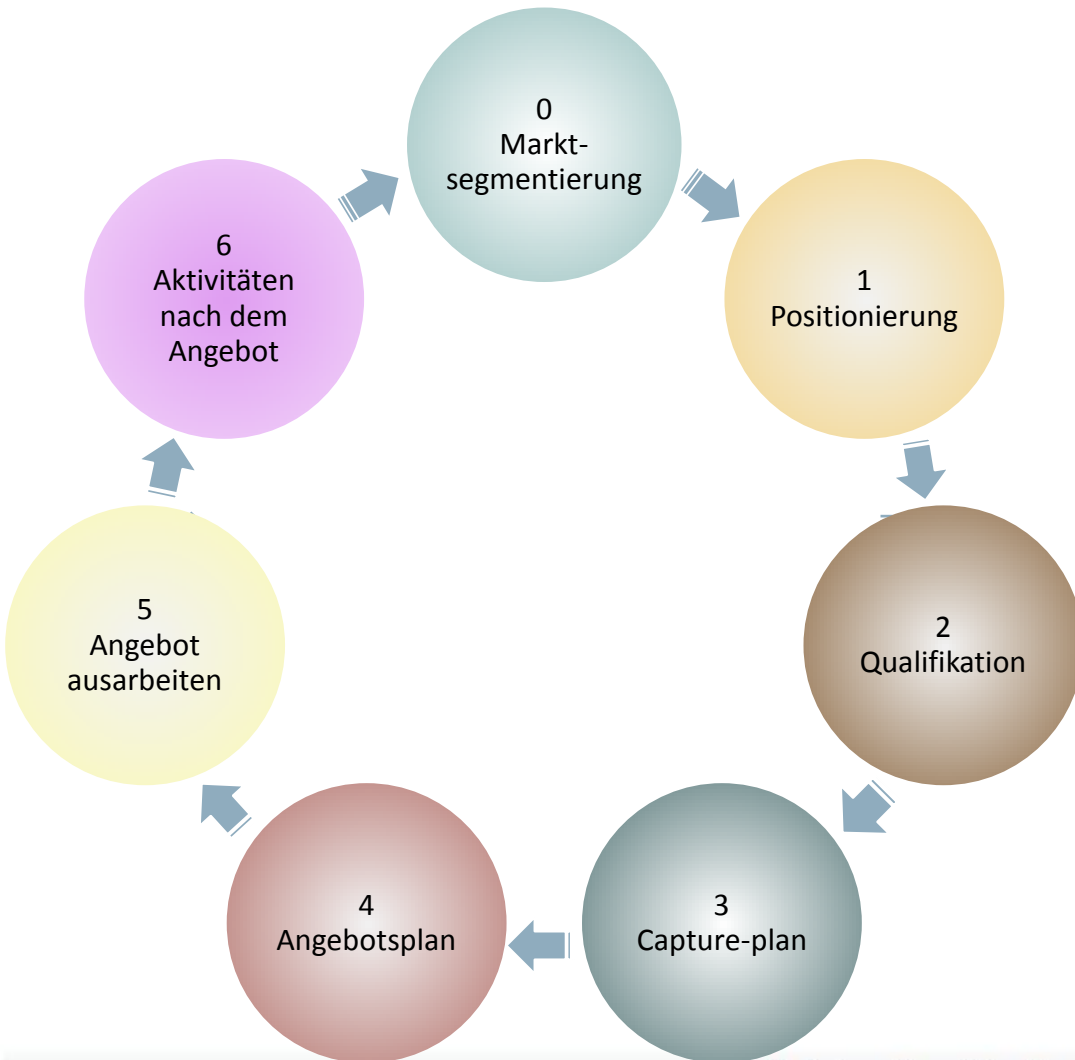 0
Markt-
segmentierung
1
Positionierung
2
Qualifikation
3
Capture-plan
4
Angebotsplan
5
Angebot
ausarbeiten
6
Aktivitäten
nach dem
Angebot